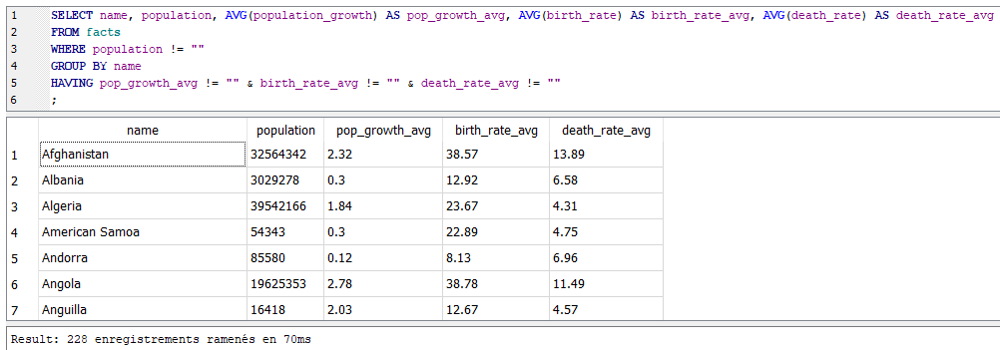 1 SELECT name, population, AVG(population_growth) AS pop_growth_avg, AVG(birth_rate) AS birth_rate_avg, AVG(death_rate) AS death_rate_avg
2 FROM facts
3 WHERE population != ""
4 GROUP BY name
5 HAVING pop_growth_avg != "" & birth_rate_avg != "" & death_rate_avg != ""
6 ;
name population pop_growth_avg birth_rate_avg death_rate_avg
1 Afghanistan 32564342 2.32 38.57 13.89
2 Albania 3029278 0.3 12.92 6.58
3 Algeria 39542166 1.84 23.67 4.31
4 American Samoa 54343 0.3 22.89 4.75
5 Andorra 85580 0.12 8.13 6.96
6 Angola 19625353 2.78 38.78 11.49
7 Anguilla 16418 2.03 12.67 4.57
Result: 228 enregistrements ramenés en 70ms